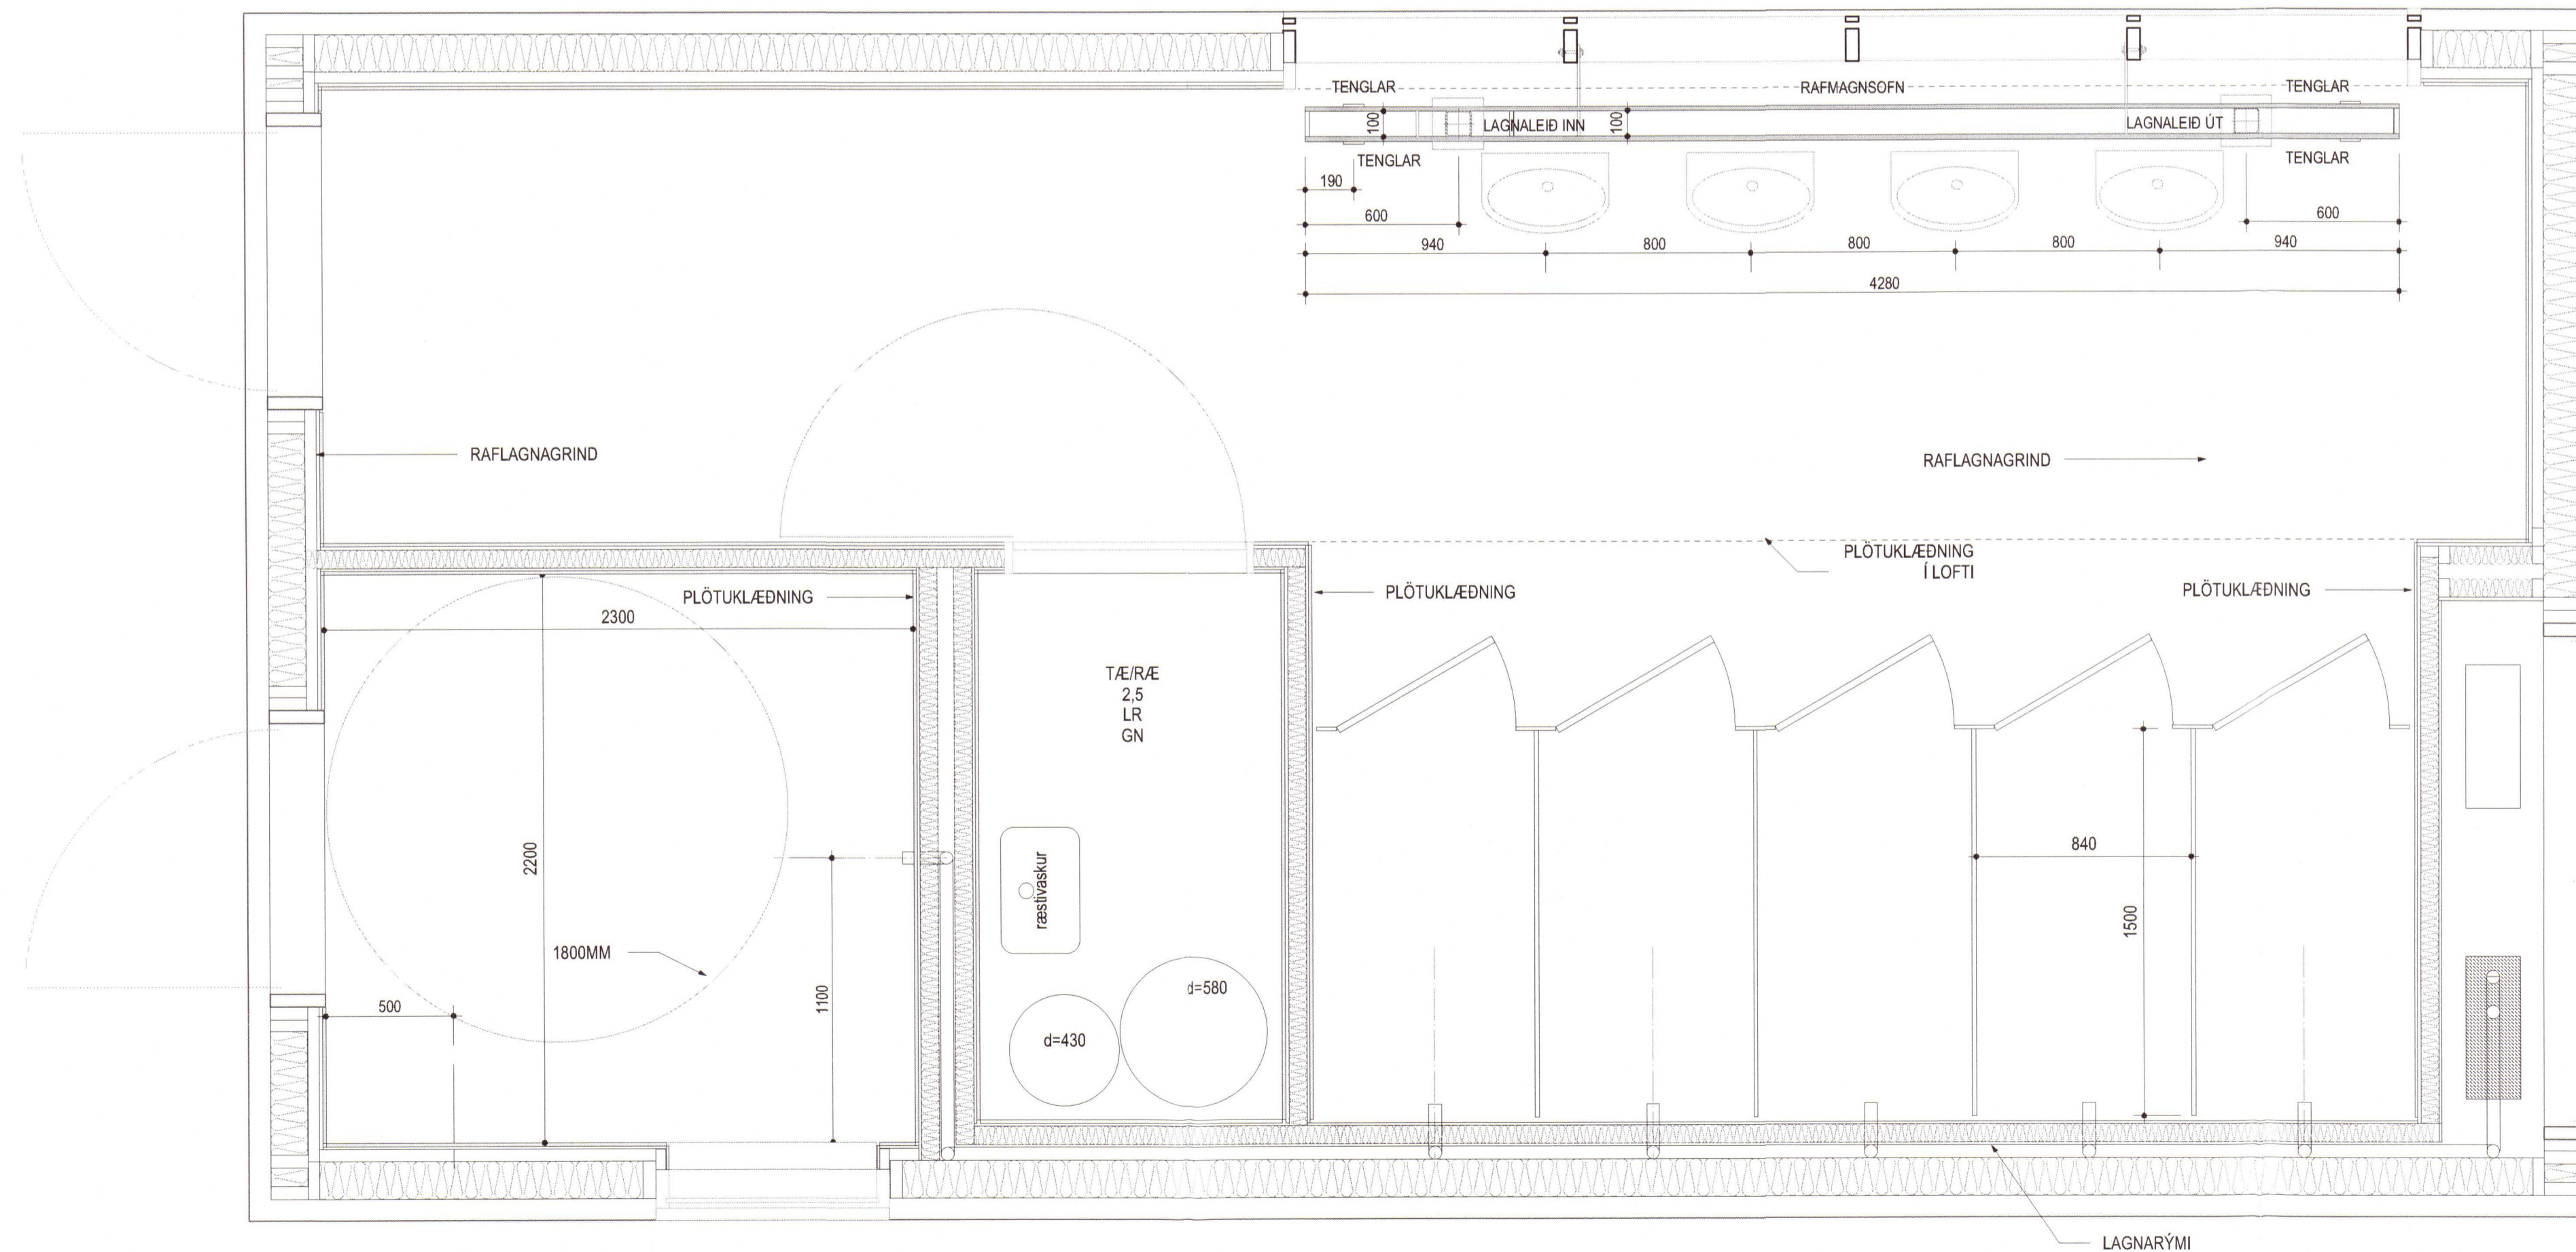 TENGLAR
RAFMAGNSOFN
TENGLAR
100
LAGNALEIÐ INN
100
LAGNALEIÐ ÚT
TENGLAR
TENGLAR
190
600
600
940
800
800
800
940
4280
RAFLAGNAGRIND
RAFLAGNAGRIND
PLÖTUKLÆÐNING
Í LOFTI
PLÖTUKLÆÐNING
PLÖTUKLÆÐNING
PLÖTUKLÆÐNING
2300
TÆ/RÆ
2,5
LR
GN
2200
840
ræstivaskur
1500
1800MM
500
1100
d=580
d=430
LAGNARÝMI